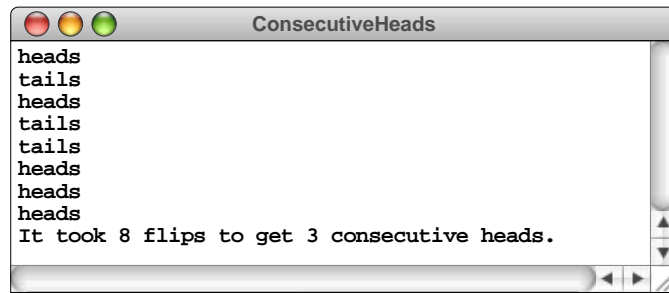 ConsecutiveHeads
heads
tails
heads
tails
tails
heads
heads
heads
It took 8 flips to get 3 consecutive heads.